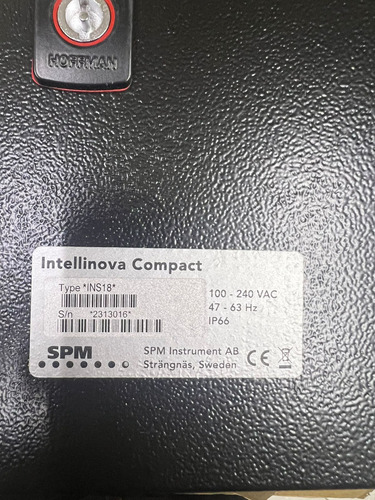 HOFFMAN
Intellinova Compact
Type *INS18*
100 - 240 VAC
S/n *2313016*
47 - 63 Hz
IP66
SPM
SPM Instrument AB
Strängnäs, Sweden
CE